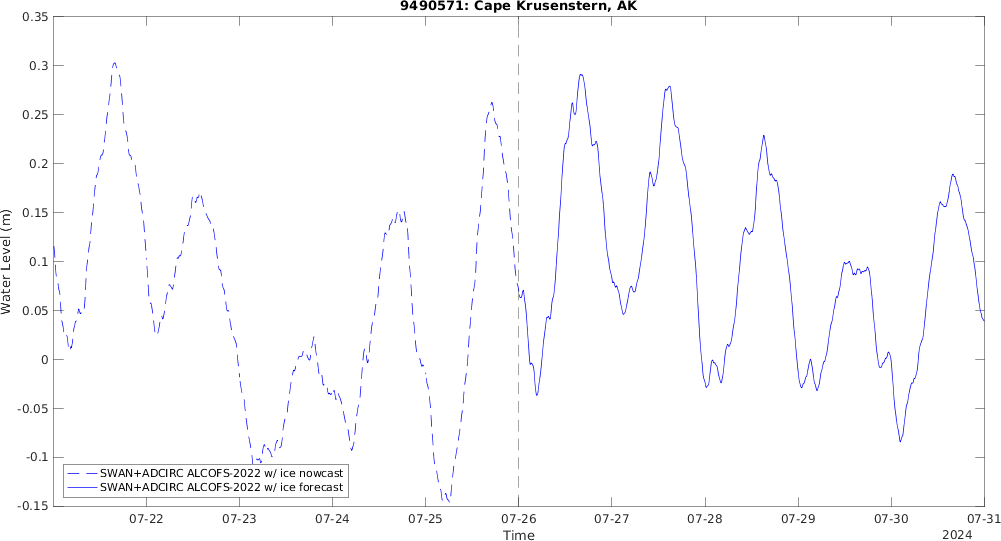 9490571: Cape Krusenstern, AK
0.35
0.3
0.25
0.2
0.15
0.1
0.05
0
-0.05
-0.1
-0.15
Water Level (m)
SWAN+ADCIRC ALCOFS-2022 w/ ice nowcast
SWAN+ADCIRC ALCOFS-2022 w/ ice forecast
07-22 07-23 07-24 07-25 07-26 07-27 07-28 07-29 07-30 07-31
Time
2024